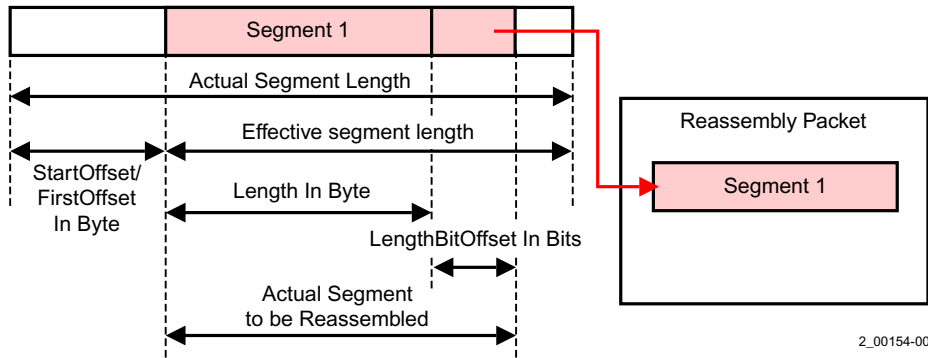 Segment 1
Actual Segment Length
Effective segment length
StartOffset/
FirstOffset
In Byte
Length In Byte
LengthBitOffset In Bits
Actual Segment
to be Reassembled
Reassembly Packet
Segment 1
2_00154-00